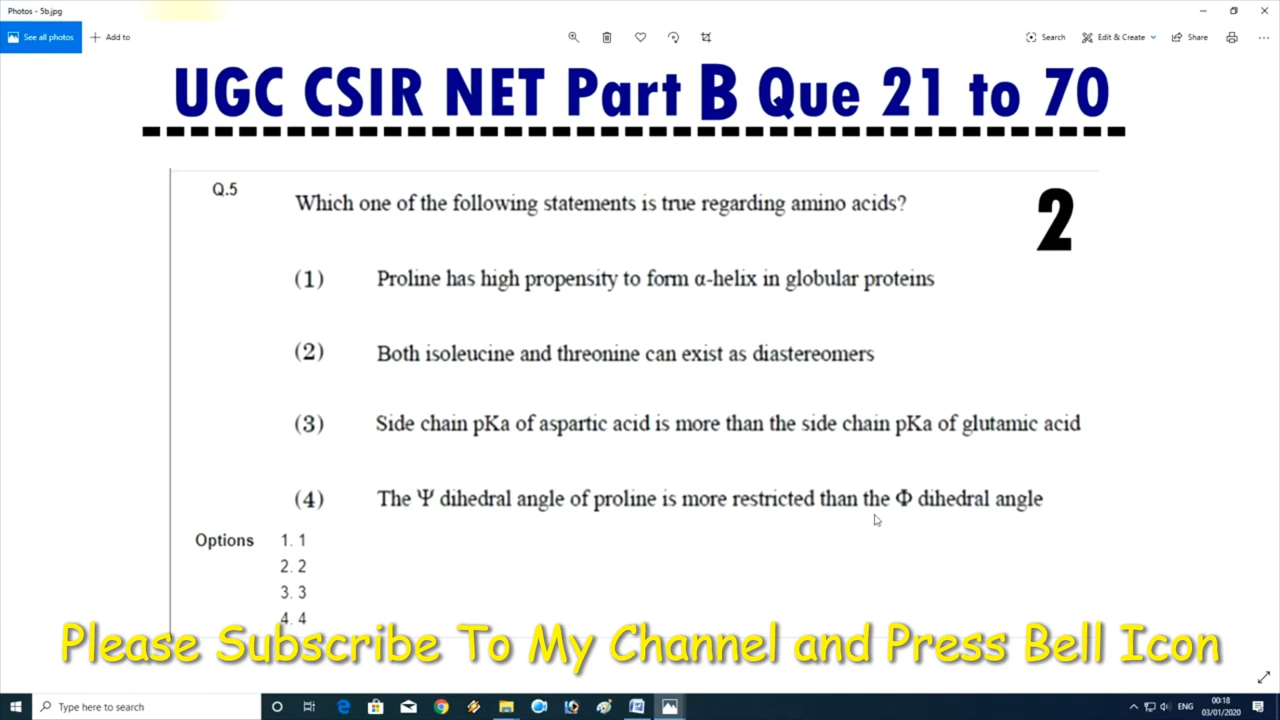 Photos - 5b.jpg
See all photos
Add to
Search
Edit & Create
Share
UGC CSIR NET Part B Que 21 to 70
Q.5
Which one of the following statements is true regarding amino acids?
2
(1) Proline has high propensity to form α-helix in globular proteins
(2) Both isoleucine and threonine can exist as diastereomers
(3) Side chain pKa of aspartic acid is more than the side chain pKa of glutamic acid
(4) The Ψ dihedral angle of proline is more restricted than the Φ dihedral angle
Options 1. 1
2. 2
3. 3
4. 4
Please Subscribe To My Channel and Press Bell Icon
Type here to search
ENG
00:18
03/01/2020